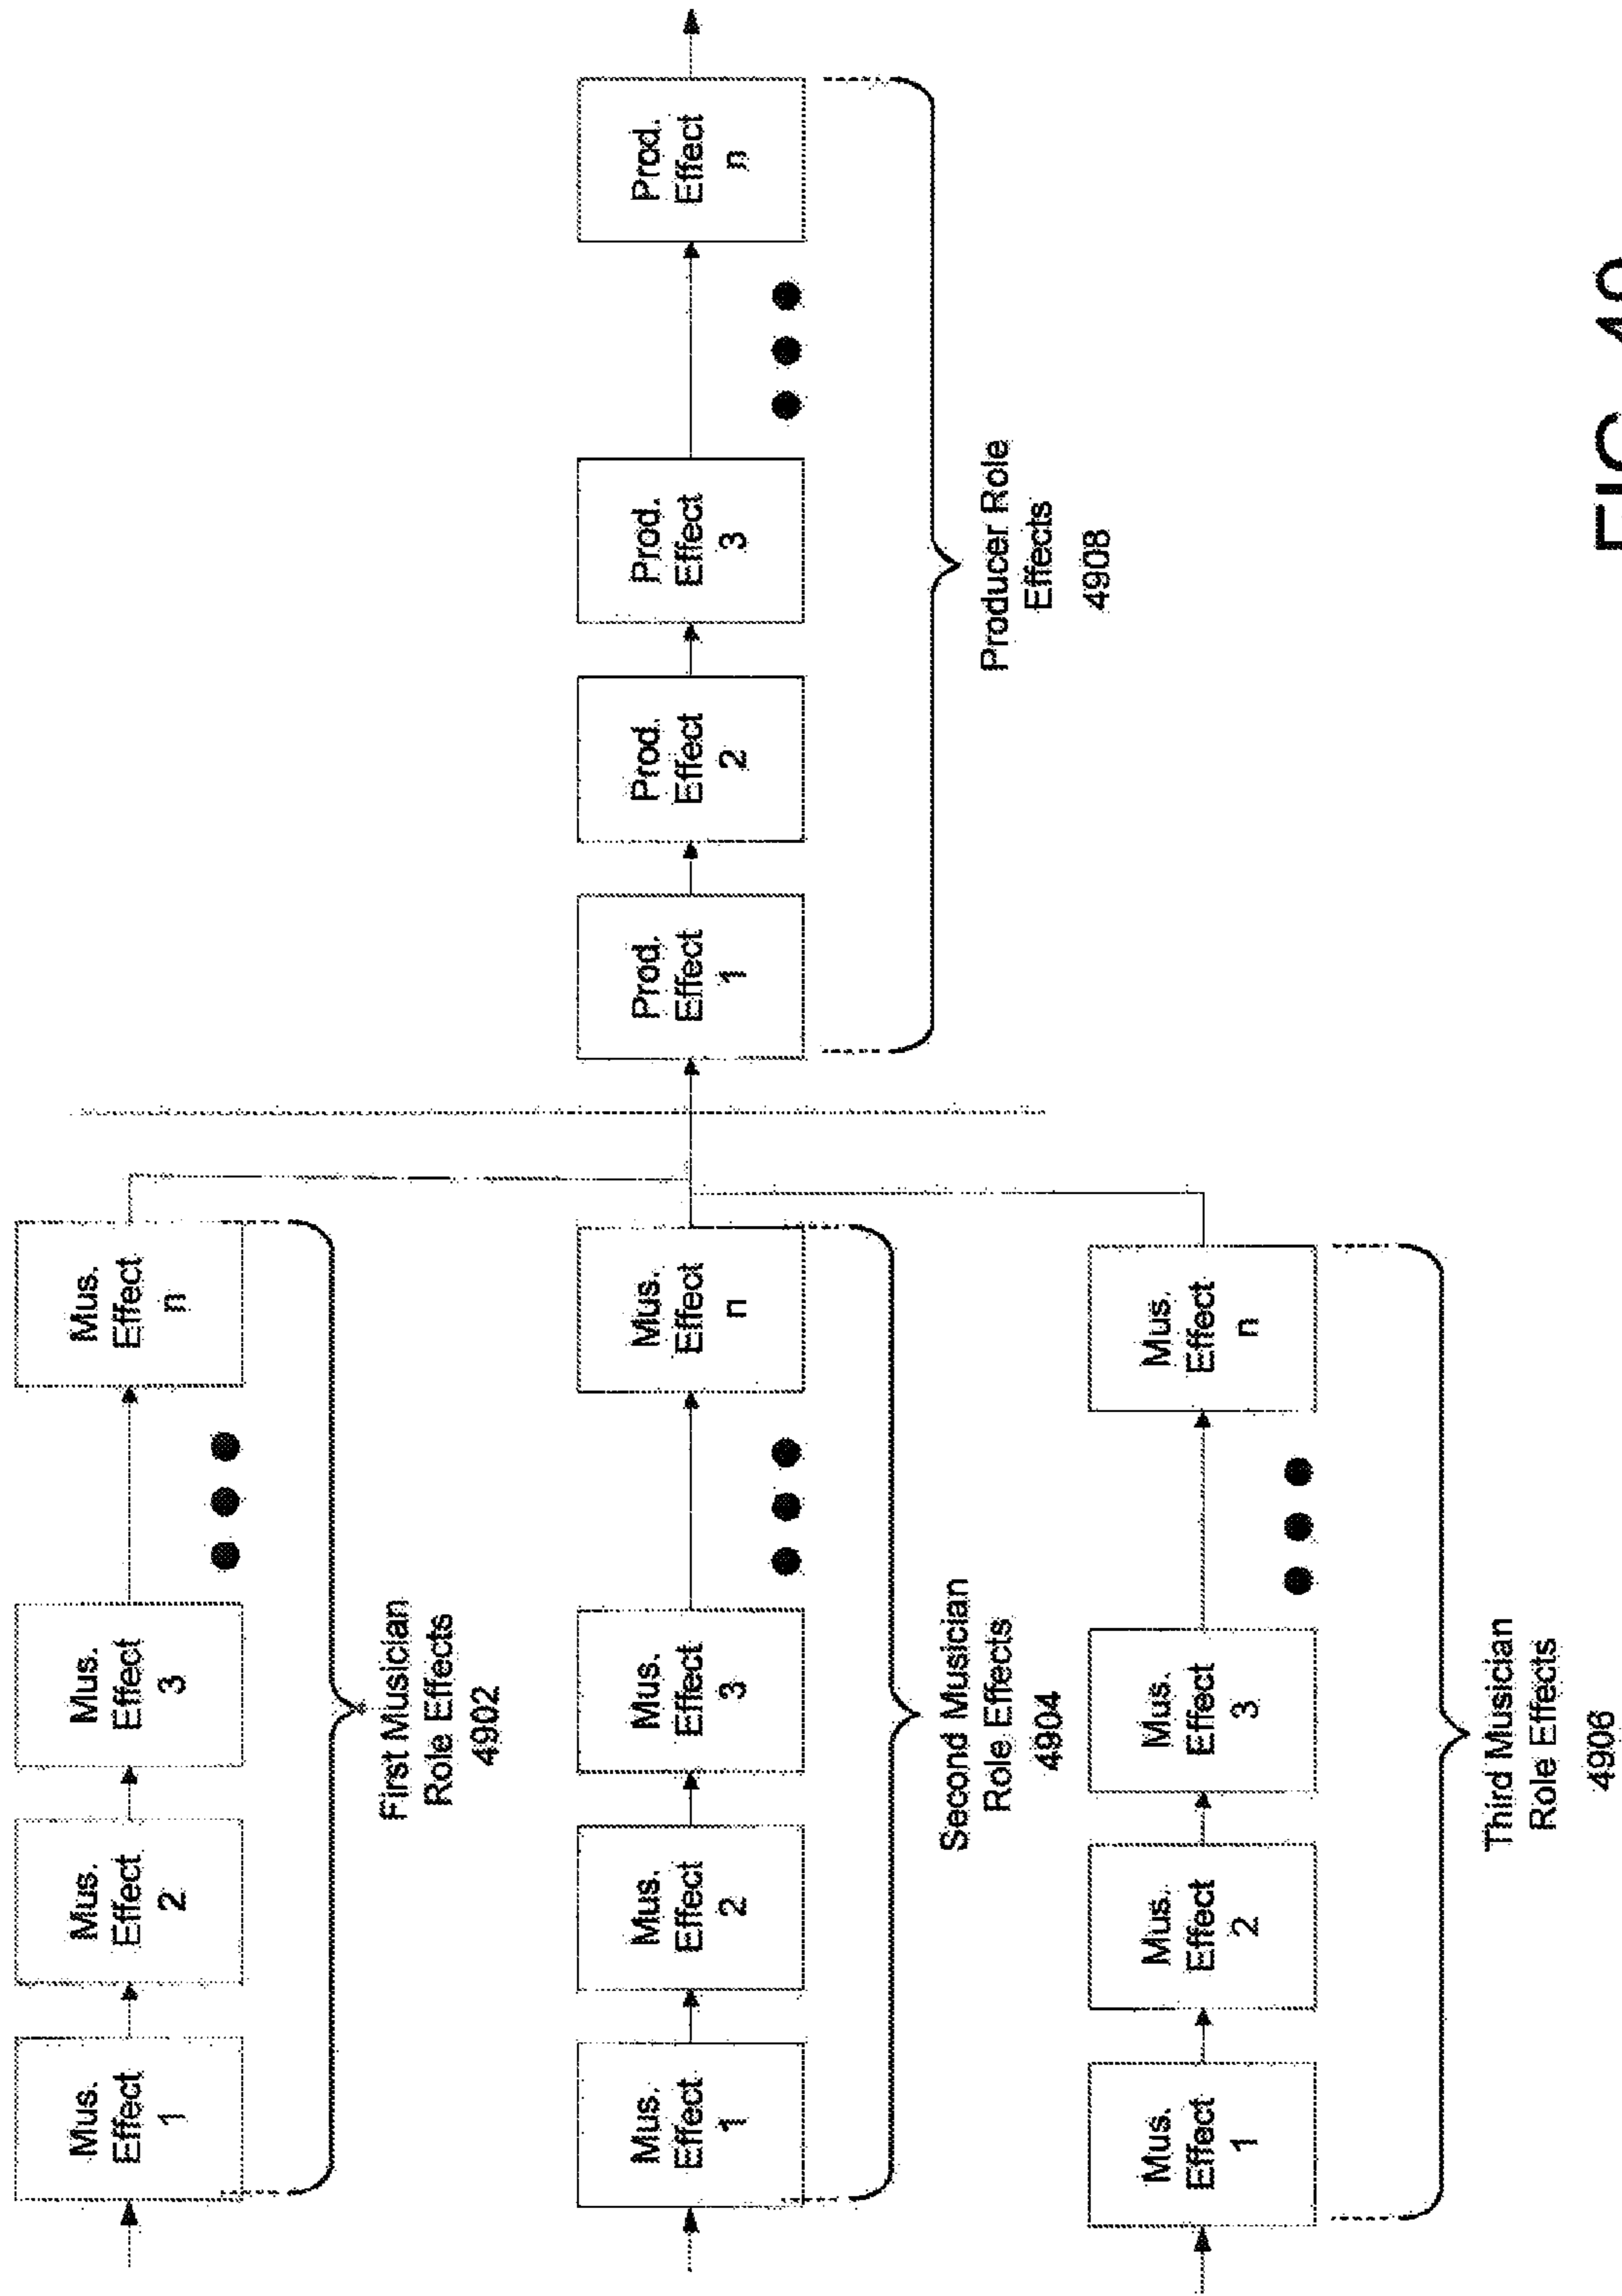 Mus.
Effect
1
Mus.
Effect
2
Mus.
Effect
3
Mus.
Effect
n
First Musician
Role Effects
4902
Mus.
Effect
1
Mus.
Effect
2
Mus.
Effect
3
Mus.
Effect
n
Second Musician
Role Effects
4904
Prod.
Effect
1
Prod.
Effect
2
Prod.
Effect
3
Prod.
Effect
n
Producer Role
Effects
4908
Mus.
Effect
1
Mus.
Effect
2
Mus.
Effect
3
Mus.
Effect
n
Third Musician
Role Effects
4906
FIG. 49